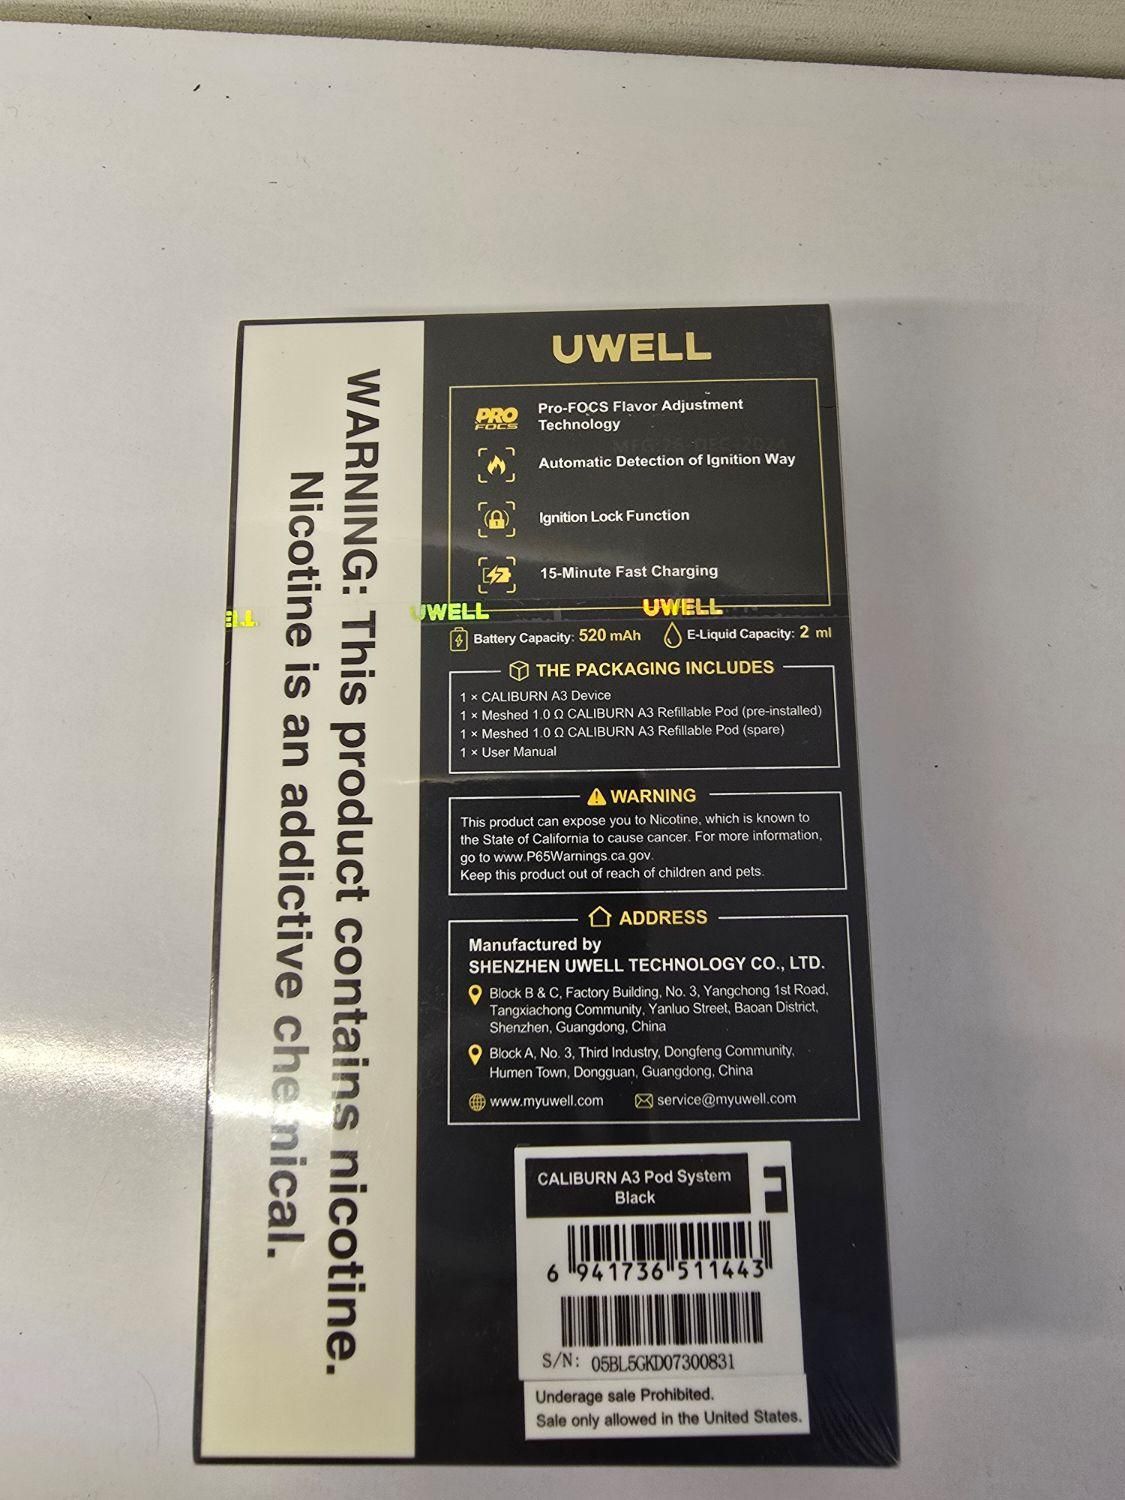 WARNING: This product contains nicotine.
Nicotine is an addictive chemical.
UWELL
PRO
FOCS
Pro-FOCS Flavor Adjustment
Technology
MFG:26-DEC-2024
Automatic Detection of Ignition Way
Ignition Lock Function
15-Minute Fast Charging
UWELL
UWELL
Battery Capacity: 520 mAh
E-Liquid Capacity: 2 ml
THE PACKAGING INCLUDES
1 × CALIBURN A3 Device
1 × Meshed 1.0 Ω CALIBURN A3 Refillable Pod (pre-installed)
1 × Meshed 1.0 Ω CALIBURN A3 Refillable Pod (spare)
1 × User Manual
WARNING
This product can expose you to Nicotine, which is known to
the State of California to cause cancer. For more information,
go to www.P65Warnings.ca.gov.
Keep this product out of reach of children and pets.
ADDRESS
Manufactured by
SHENZHEN UWELL TECHNOLOGY CO., LTD.
Block B & C, Factory Building, No. 3, Yangchong 1st Road,
Tangxiachong Community, Yanluo Street, Baoan District,
Shenzhen, Guangdong, China
Block A, No. 3, Third Industry, Dongfeng Community,
Humen Town, Dongguan, Guangdong, China
www.myuwell.com
service@myuwell.com
CALIBURN A3 Pod System
Black
6 941736 511443
S/N: 05BL5GKD07300831
Underage sale Prohibited.
Sale only allowed in the United States.